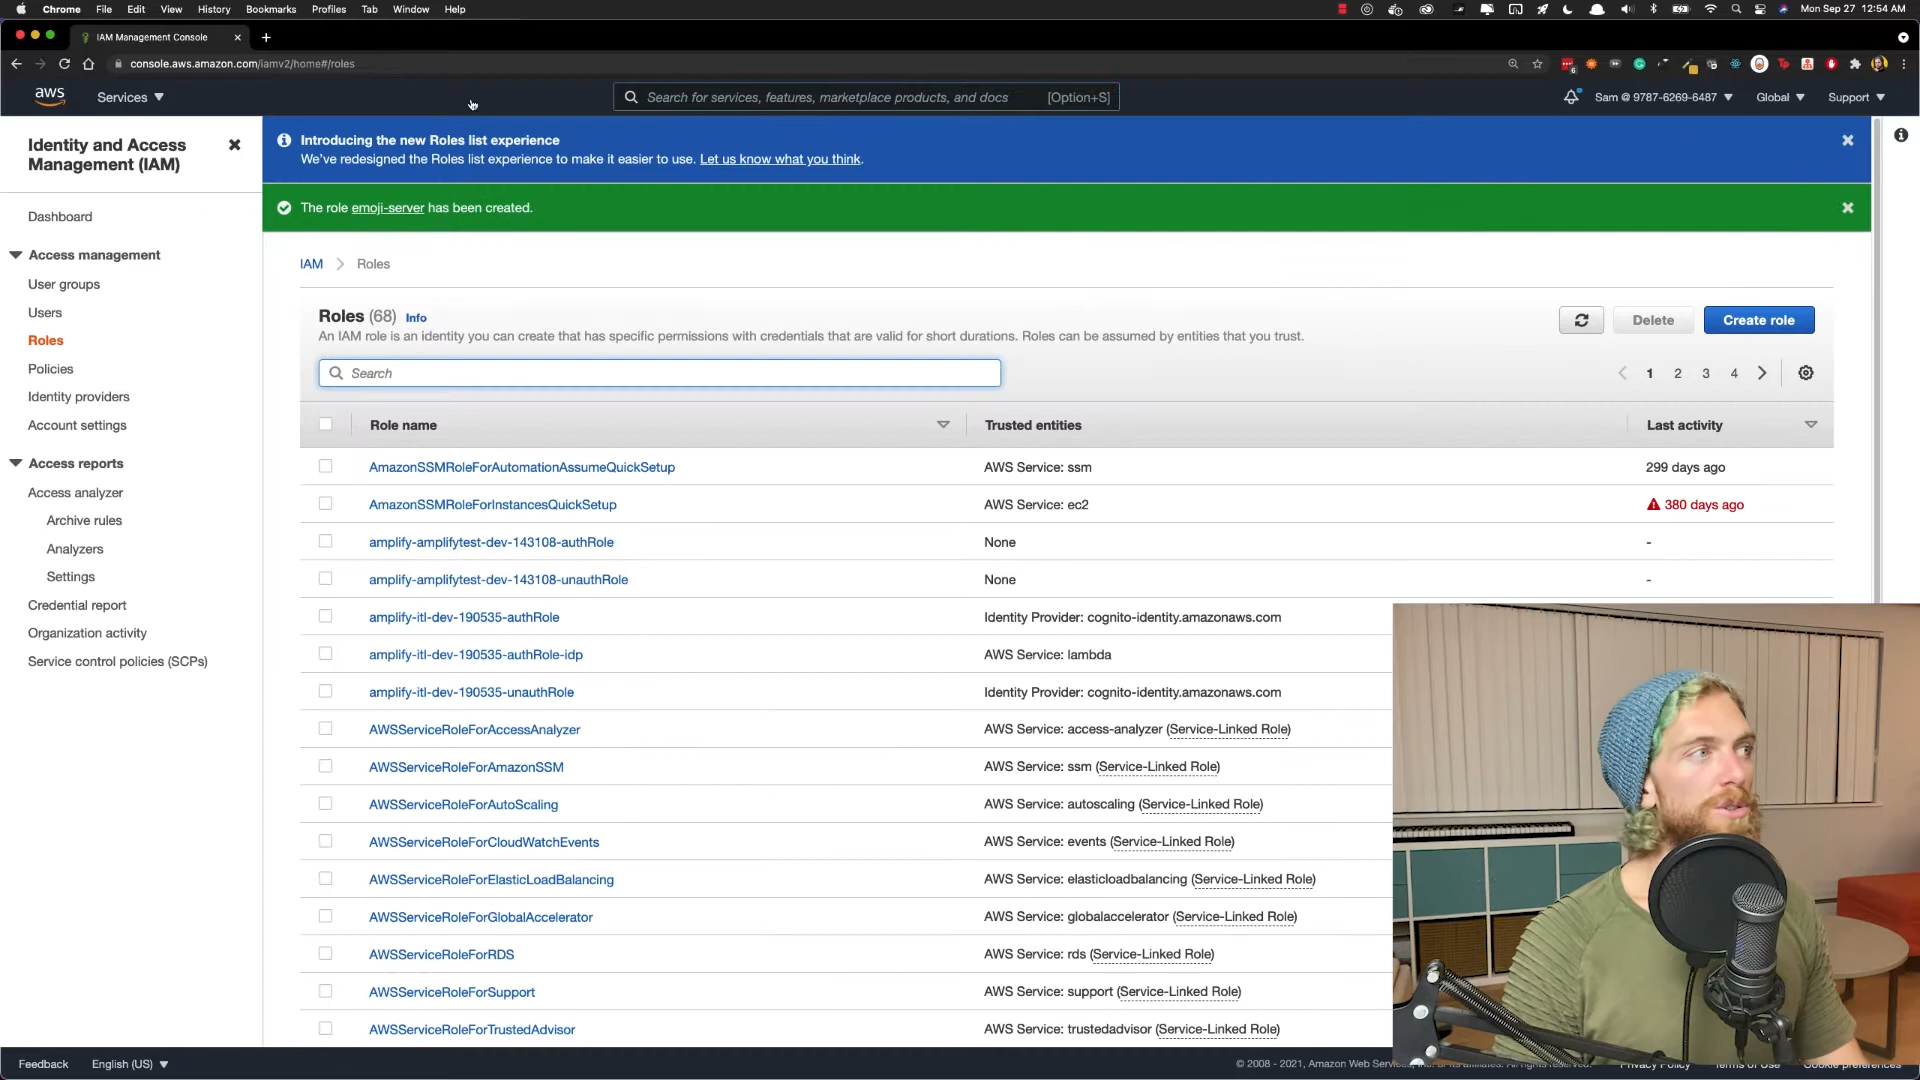 Chrome File Edit View History Bookmarks Profiles Tab Window Help Mon Sep 27 12:54 AM
IAM Management Console
console.aws.amazon.com/iamv2/home#/roles
aws Services Search for services, features, marketplace products, and docs [Option+S] Sam @ 9787-6269-6487 Global Support
Identity and Access
Management (IAM)
Dashboard
Access management
User groups
Users
Roles
Policies
Identity providers
Account settings
Access reports
Access analyzer
Archive rules
Analyzers
Settings
Credential report
Organization activity
Service control policies (SCPs)
Introducing the new Roles list experience
We've redesigned the Roles list experience to make it easier to use. Let us know what you think.
The role emoji-server has been created.
IAM Roles
Roles (68) Info
An IAM role is an identity you can create that has specific permissions with credentials that are valid for short durations. Roles can be assumed by entities that you trust.
Delete Create role
Search
1 2 3 4
Role name Trusted entities Last activity
AmazonSSMRoleForAutomationAssumeQuickSetup AWS Service: ssm 299 days ago
AmazonSSMRoleForInstancesQuickSetup AWS Service: ec2 380 days ago
amplify-amplifytest-dev-143108-authRole None -
amplify-amplifytest-dev-143108-unauthRole None -
amplify-itl-dev-190535-authRole Identity Provider: cognito-identity.amazonaws.com
amplify-itl-dev-190535-authRole-idp AWS Service: lambda
amplify-itl-dev-190535-unauthRole Identity Provider: cognito-identity.amazonaws.com
AWSServiceRoleForAccessAnalyzer AWS Service: access-analyzer (Service-Linked Role)
AWSServiceRoleForAmazonSSM AWS Service: ssm (Service-Linked Role)
AWSServiceRoleForAutoScaling AWS Service: autoscaling (Service-Linked Role)
AWSServiceRoleForCloudWatchEvents AWS Service: events (Service-Linked Role)
AWSServiceRoleForElasticLoadBalancing AWS Service: elasticloadbalancing (Service-Linked Role)
AWSServiceRoleForGlobalAccelerator AWS Service: globalaccelerator (Service-Linked Role)
AWSServiceRoleForRDS AWS Service: rds (Service-Linked Role)
AWSServiceRoleForSupport AWS Service: support (Service-Linked Role)
AWSServiceRoleForTrustedAdvisor AWS Service: trustedadvisor (Service-Linked Role)
Feedback English (US) © 2008 - 2021, Amazon Web